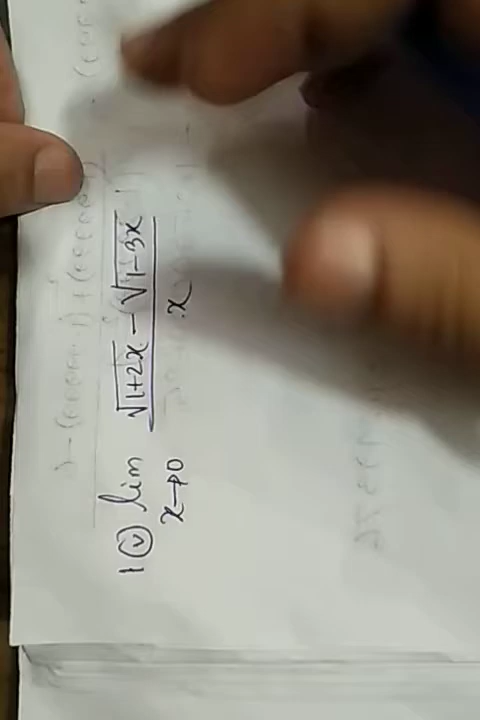 1 (v) lim x→0 √1+2x − √1−3x / x